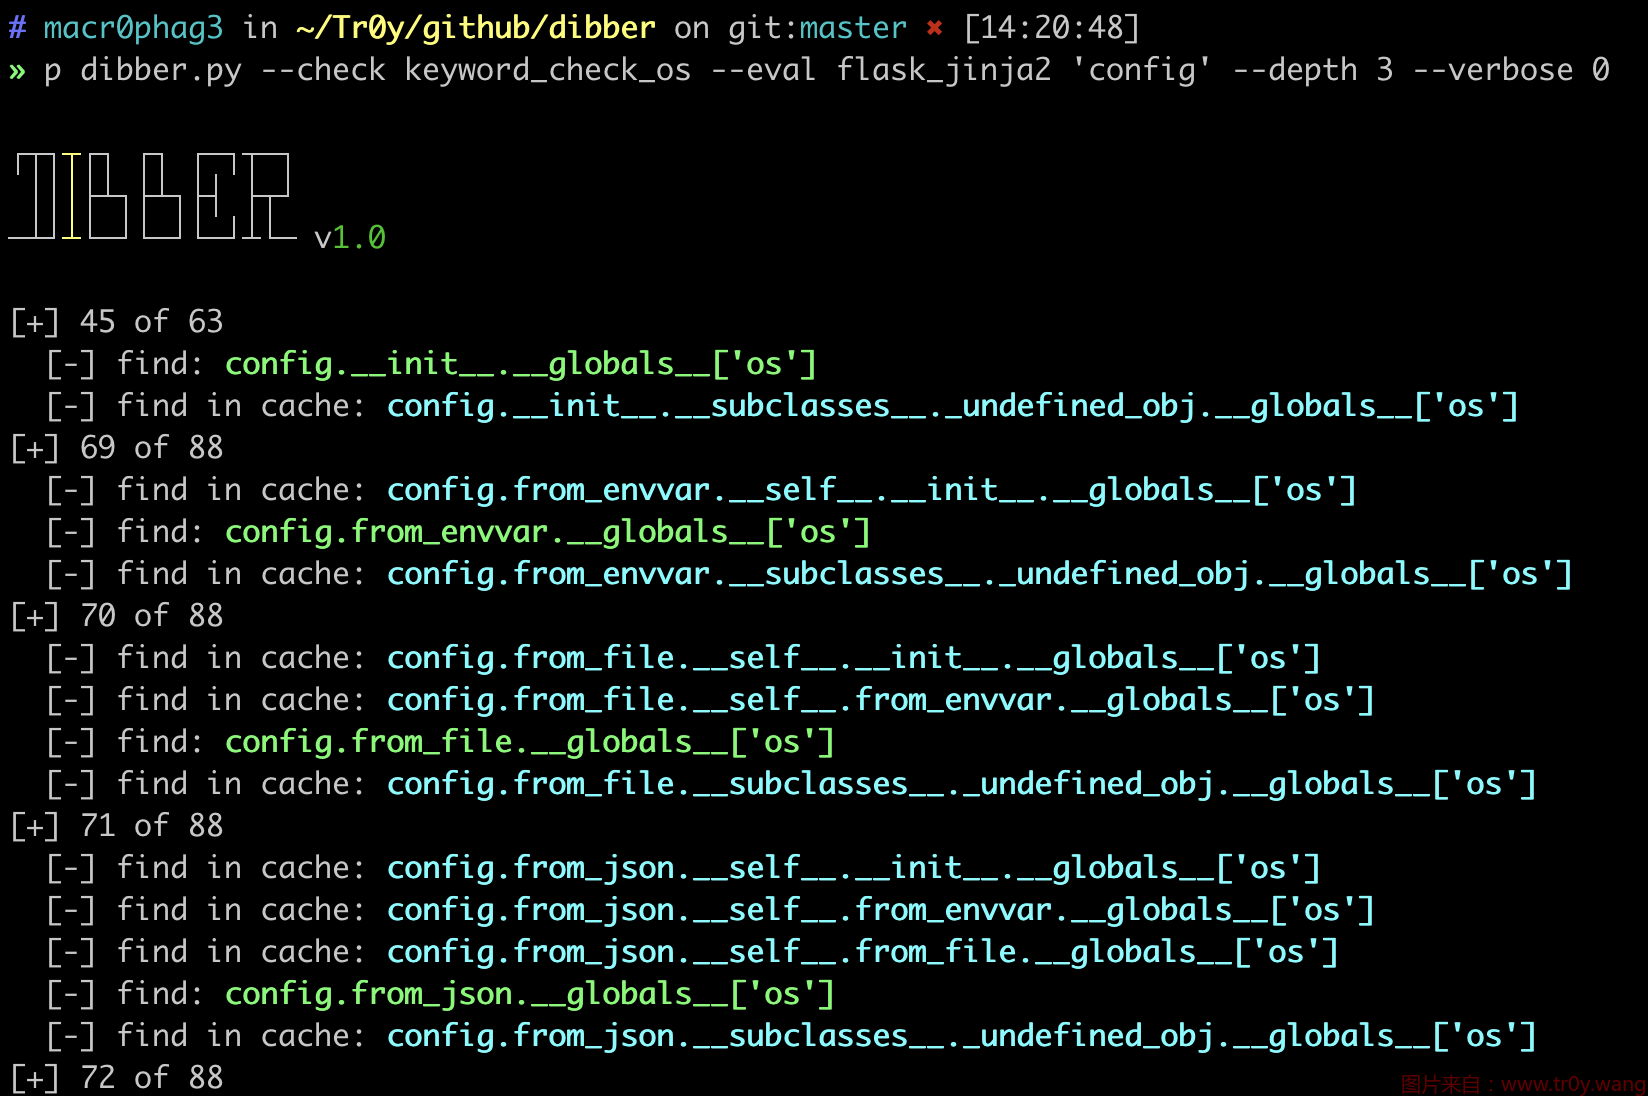 # macr0phag3 in ~/Tr0y/github/dibber on git:master ✖ [14:20:48]
» p dibber.py --check keyword_check_os --eval flask_jinja2 'config' --depth 3 --verbose 0
DIBBER v1.0
[+] 45 of 63
[-] find: config.__init__.__globals__['os']
[-] find in cache: config.__init__.__subclasses__._undefined_obj.__globals__['os']
[+] 69 of 88
[-] find in cache: config.from_envvar.__self__.__init__.__globals__['os']
[-] find: config.from_envvar.__globals__['os']
[-] find in cache: config.from_envvar.__subclasses__._undefined_obj.__globals__['os']
[+] 70 of 88
[-] find in cache: config.from_file.__self__.__init__.__globals__['os']
[-] find in cache: config.from_file.__self__.from_envvar.__globals__['os']
[-] find: config.from_file.__globals__['os']
[-] find in cache: config.from_file.__subclasses__._undefined_obj.__globals__['os']
[+] 71 of 88
[-] find in cache: config.from_json.__self__.__init__.__globals__['os']
[-] find in cache: config.from_json.__self__.from_envvar.__globals__['os']
[-] find in cache: config.from_json.__self__.from_file.__globals__['os']
[-] find: config.from_json.__globals__['os']
[-] find in cache: config.from_json.__subclasses__._undefined_obj.__globals__['os']
[+] 72 of 88
图片来自：www.tr0y.wang